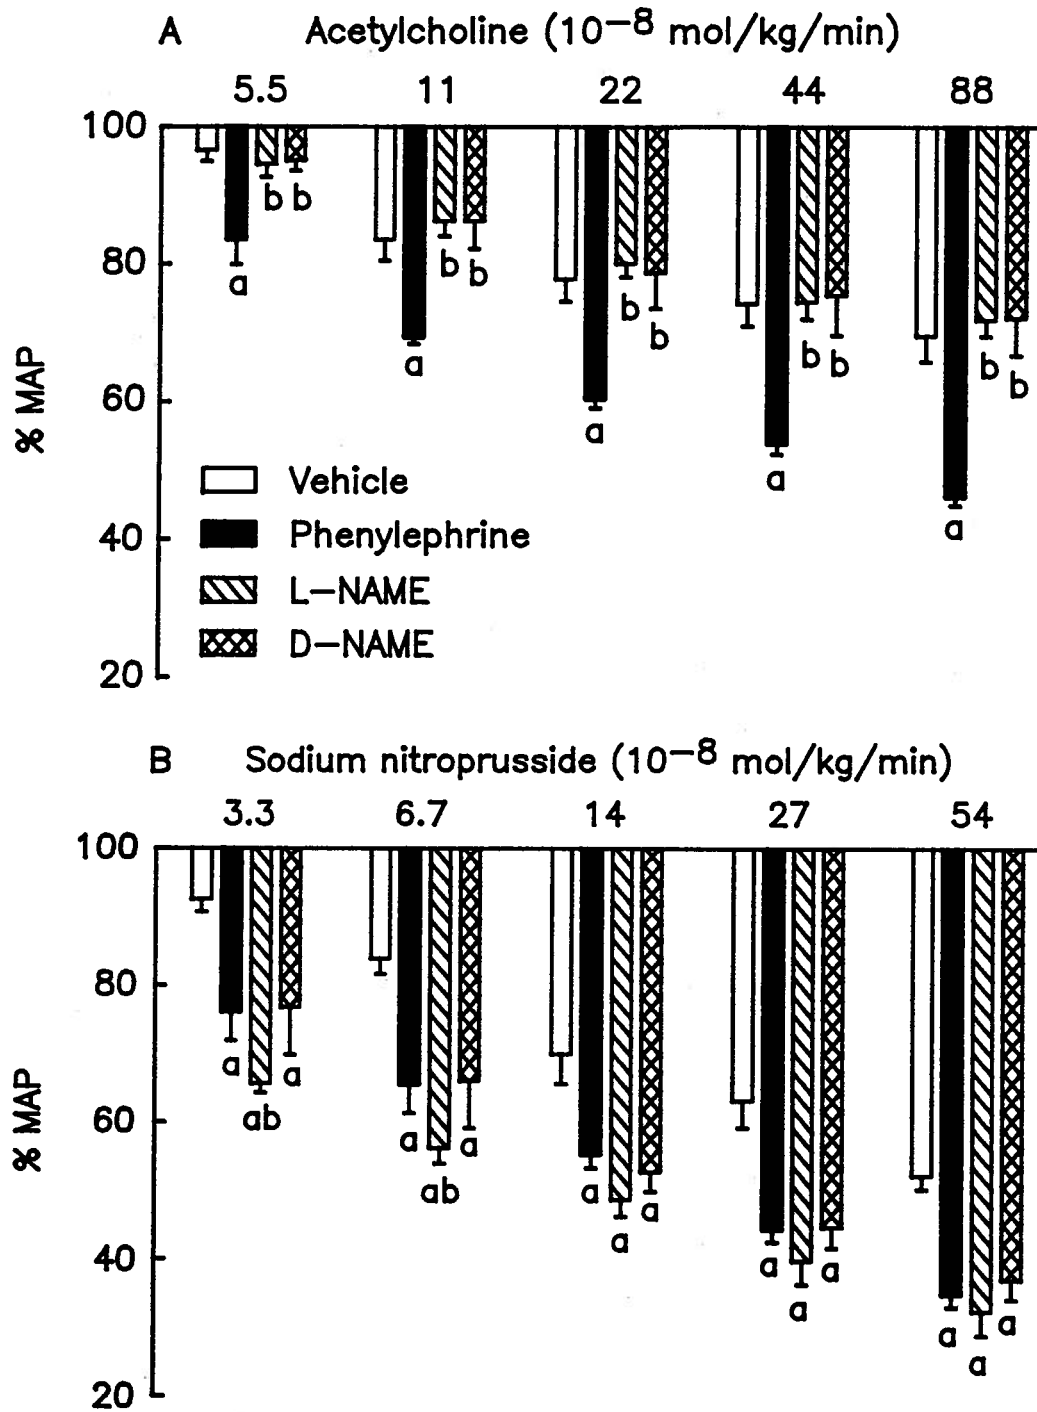 A Acetylcholine (10−8 mol/kg/min)
5.5 11 22 44 88
100
b b
80
a b b
a b b b b b b
% MAP
60
a
a
a
Vehicle
Phenylephrine
40
L−NAME
D−NAME
20
B Sodium nitroprusside (10−8 mol/kg/min)
3.3 6.7 14 27 54
100
80
a a
% MAP
60
ab a a
ab a a
a
40
a a
a
a a
a
20